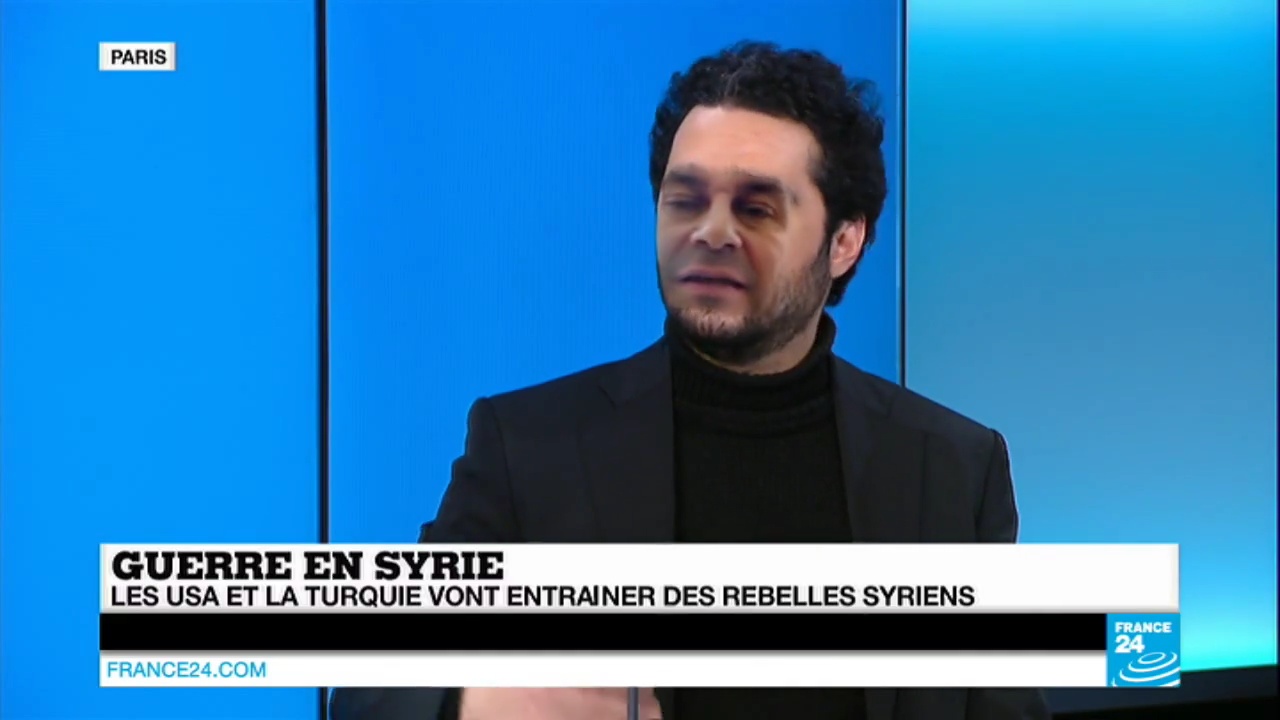 PARIS
GUERRE EN SYRIE
LES USA ET LA TURQUIE VONT ENTRAINER DES REBELLES SYRIENS
FRANCE
24
FRANCE24.COM